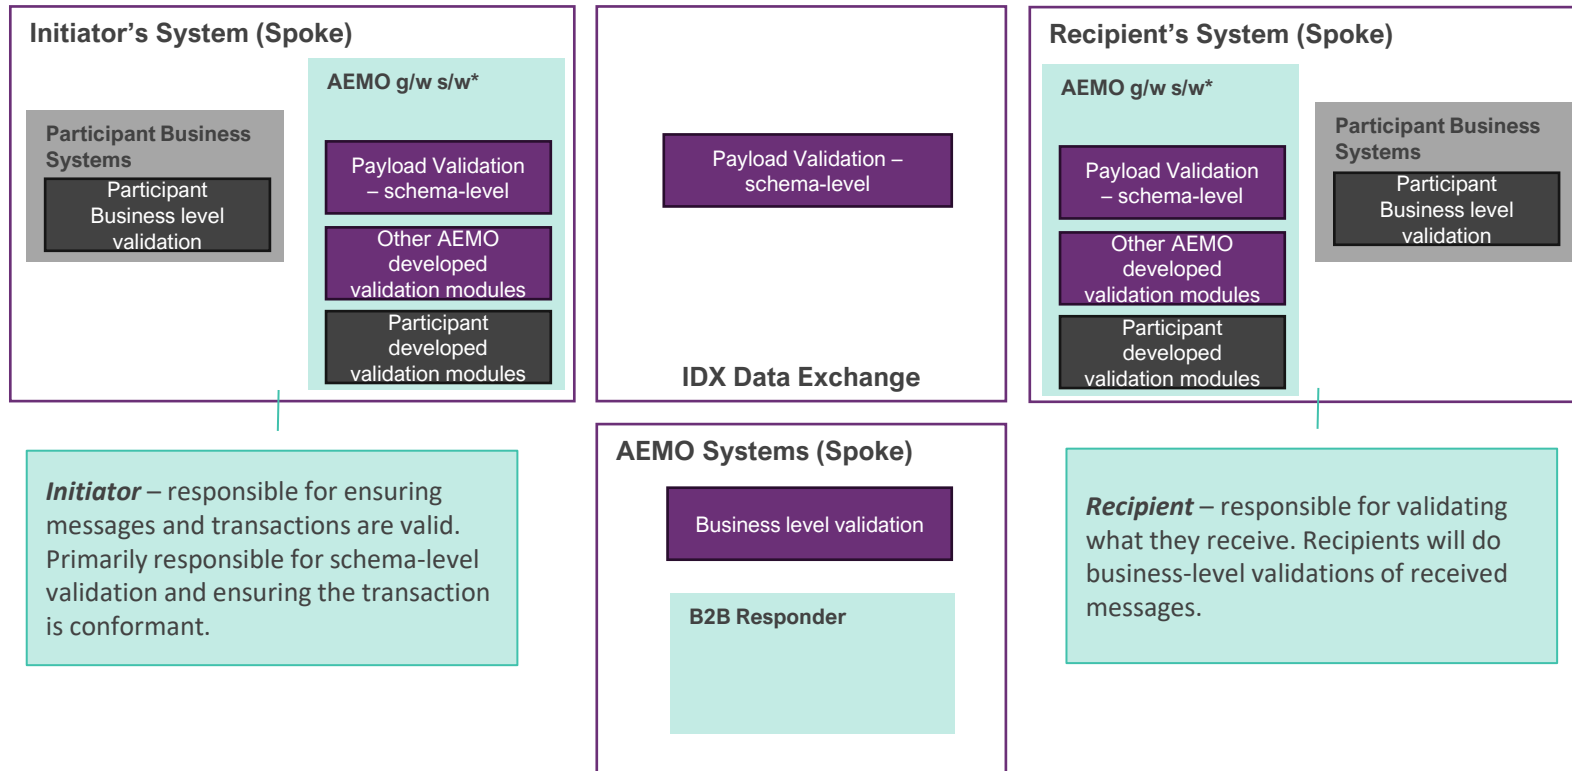 Initiator’s System (Spoke)
AEMO g/w s/w*
Participant Business
Systems
Participant
Business level
validation
Payload Validation
– schema-level
Other AEMO
developed
validation modules
Participant
developed
validation modules
Payload Validation –
schema-level
IDX Data Exchange
Recipient’s System (Spoke)
AEMO g/w s/w*
Payload Validation
– schema-level
Other AEMO
developed
validation modules
Participant
developed
validation modules
Participant Business
Systems
Participant
Business level
validation
Initiator – responsible for ensuring
messages and transactions are valid.
Primarily responsible for schema-level
validation and ensuring the transaction
is conformant.
AEMO Systems (Spoke)
Business level validation
B2B Responder
Recipient – responsible for validating
what they receive. Recipients will do
business-level validations of received
messages.